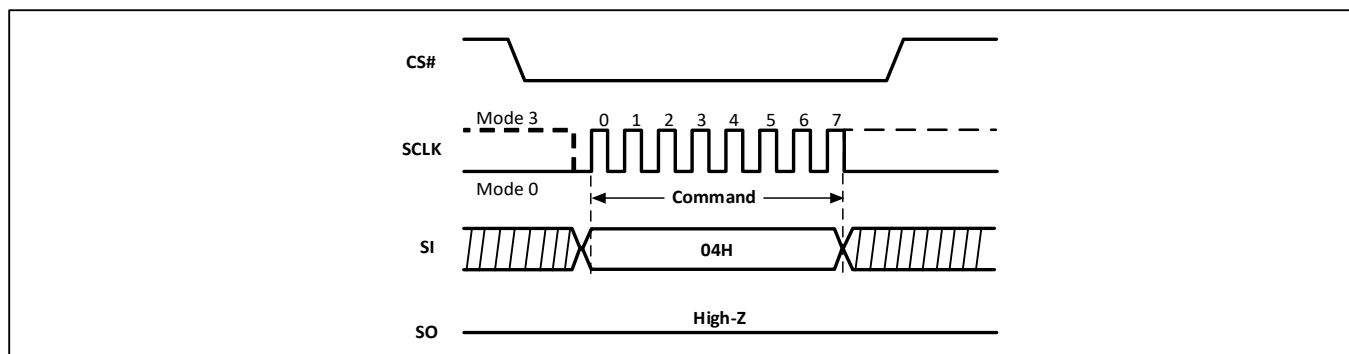 CS#
Mode 3
0 1 2 3 4 5 6 7
SCLK
Mode 0
Command
SI
04H
High-Z
SO